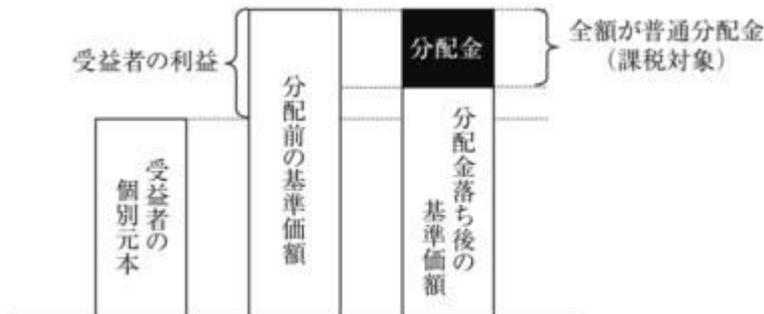 受益者の利益
受益者の
個別元本
分配前の基準価額
分配金
分配金落ち後の
基準価額
全額が普通分配金
（課税対象）